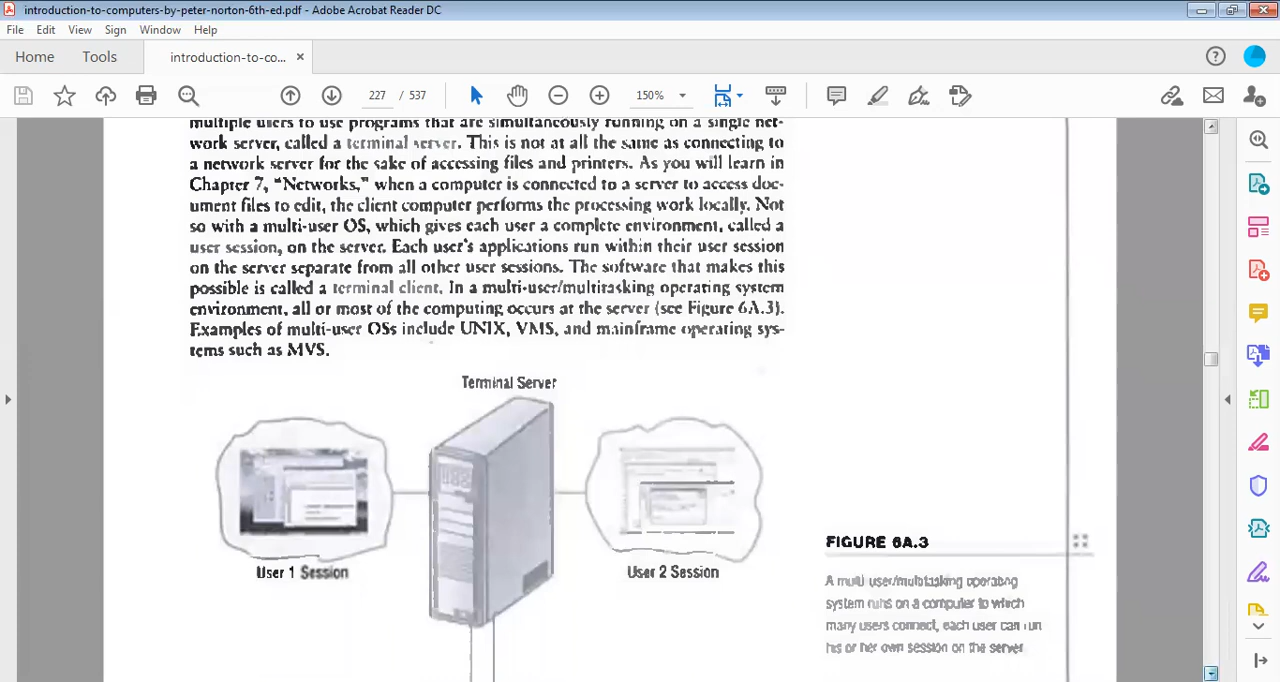 introduction-to-computers-by-peter-norton-6th-ed.pdf - Adobe Acrobat Reader DC
File Edit View Sign Window Help
Home Tools introduction-to-co... ×
227 / 537 150%
multiple users to use programs that are simultaneously running on a single net-
work server, called a terminal server. This is not at all the same as connecting to
a network server for the sake of accessing files and printers. As you will learn in
Chapter 7, "Networks," when a computer is connected to a server to access doc-
ument files to edit, the client computer performs the processing work locally. Not
so with a multi-user OS, which gives each user a complete environment, called a
user session, on the server. Each user's applications run within their user session
on the server separate from all other user sessions. The software that makes this
possible is called a terminal client. In a multi-user/multitasking operating system
environment, all or most of the computing occurs at the server (see Figure 6A.3).
Examples of multi-user OSs include UNIX, VMS, and mainframe operating sys-
tems such as MVS.
Terminal Server
User 1 Session
User 2 Session
FIGURE 6A.3
A multi-user/multitasking operating
system runs on a computer to which
many users connect, each user can run
his or her own session on the server